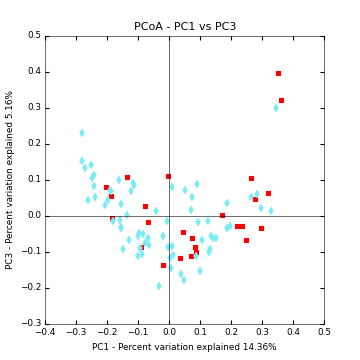 PCoA - PC1 vs PC3
PC3 - Percent variation explained 5.16%
0.5
0.4
0.3
0.2
0.1
0.0
−0.1
−0.2
−0.3
−0.4 −0.3 −0.2 −0.1 0.0 0.1 0.2 0.3 0.4 0.5
PC1 - Percent variation explained 14.36%